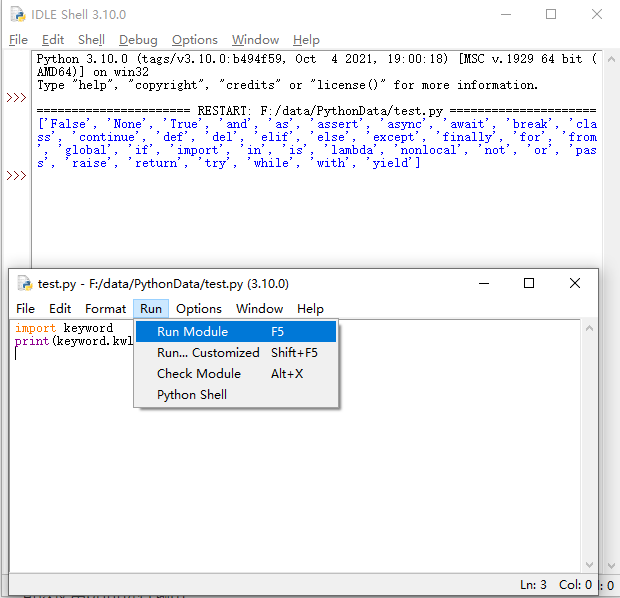 IDLE Shell 3.10.0
File Edit Shell Debug Options Window Help
Python 3.10.0 (tags/v3.10.0:b494f59, Oct  4 2021, 19:00:18) [MSC v.1929 64 bit (
AMD64)] on win32
Type "help", "copyright", "credits" or "license()" for more information.
>>>
==================== RESTART: F:/data/PythonData/test.py ===================
['False', 'None', 'True', 'and', 'as', 'assert', 'async', 'await', 'break', 'cla
ss', 'continue', 'def', 'del', 'elif', 'else', 'except', 'finally', 'for', 'from
', 'global', 'if', 'import', 'in', 'is', 'lambda', 'nonlocal', 'not', 'or', 'pas
s', 'raise', 'return', 'try', 'while', 'with', 'yield']
>>>
test.py - F:/data/PythonData/test.py (3.10.0)
File Edit Format Run Options Window Help
import keyword
print(keyword.kwl
Run Module F5
Run... Customized Shift+F5
Check Module Alt+X
Python Shell
Ln: 3 Col: 0
: 0